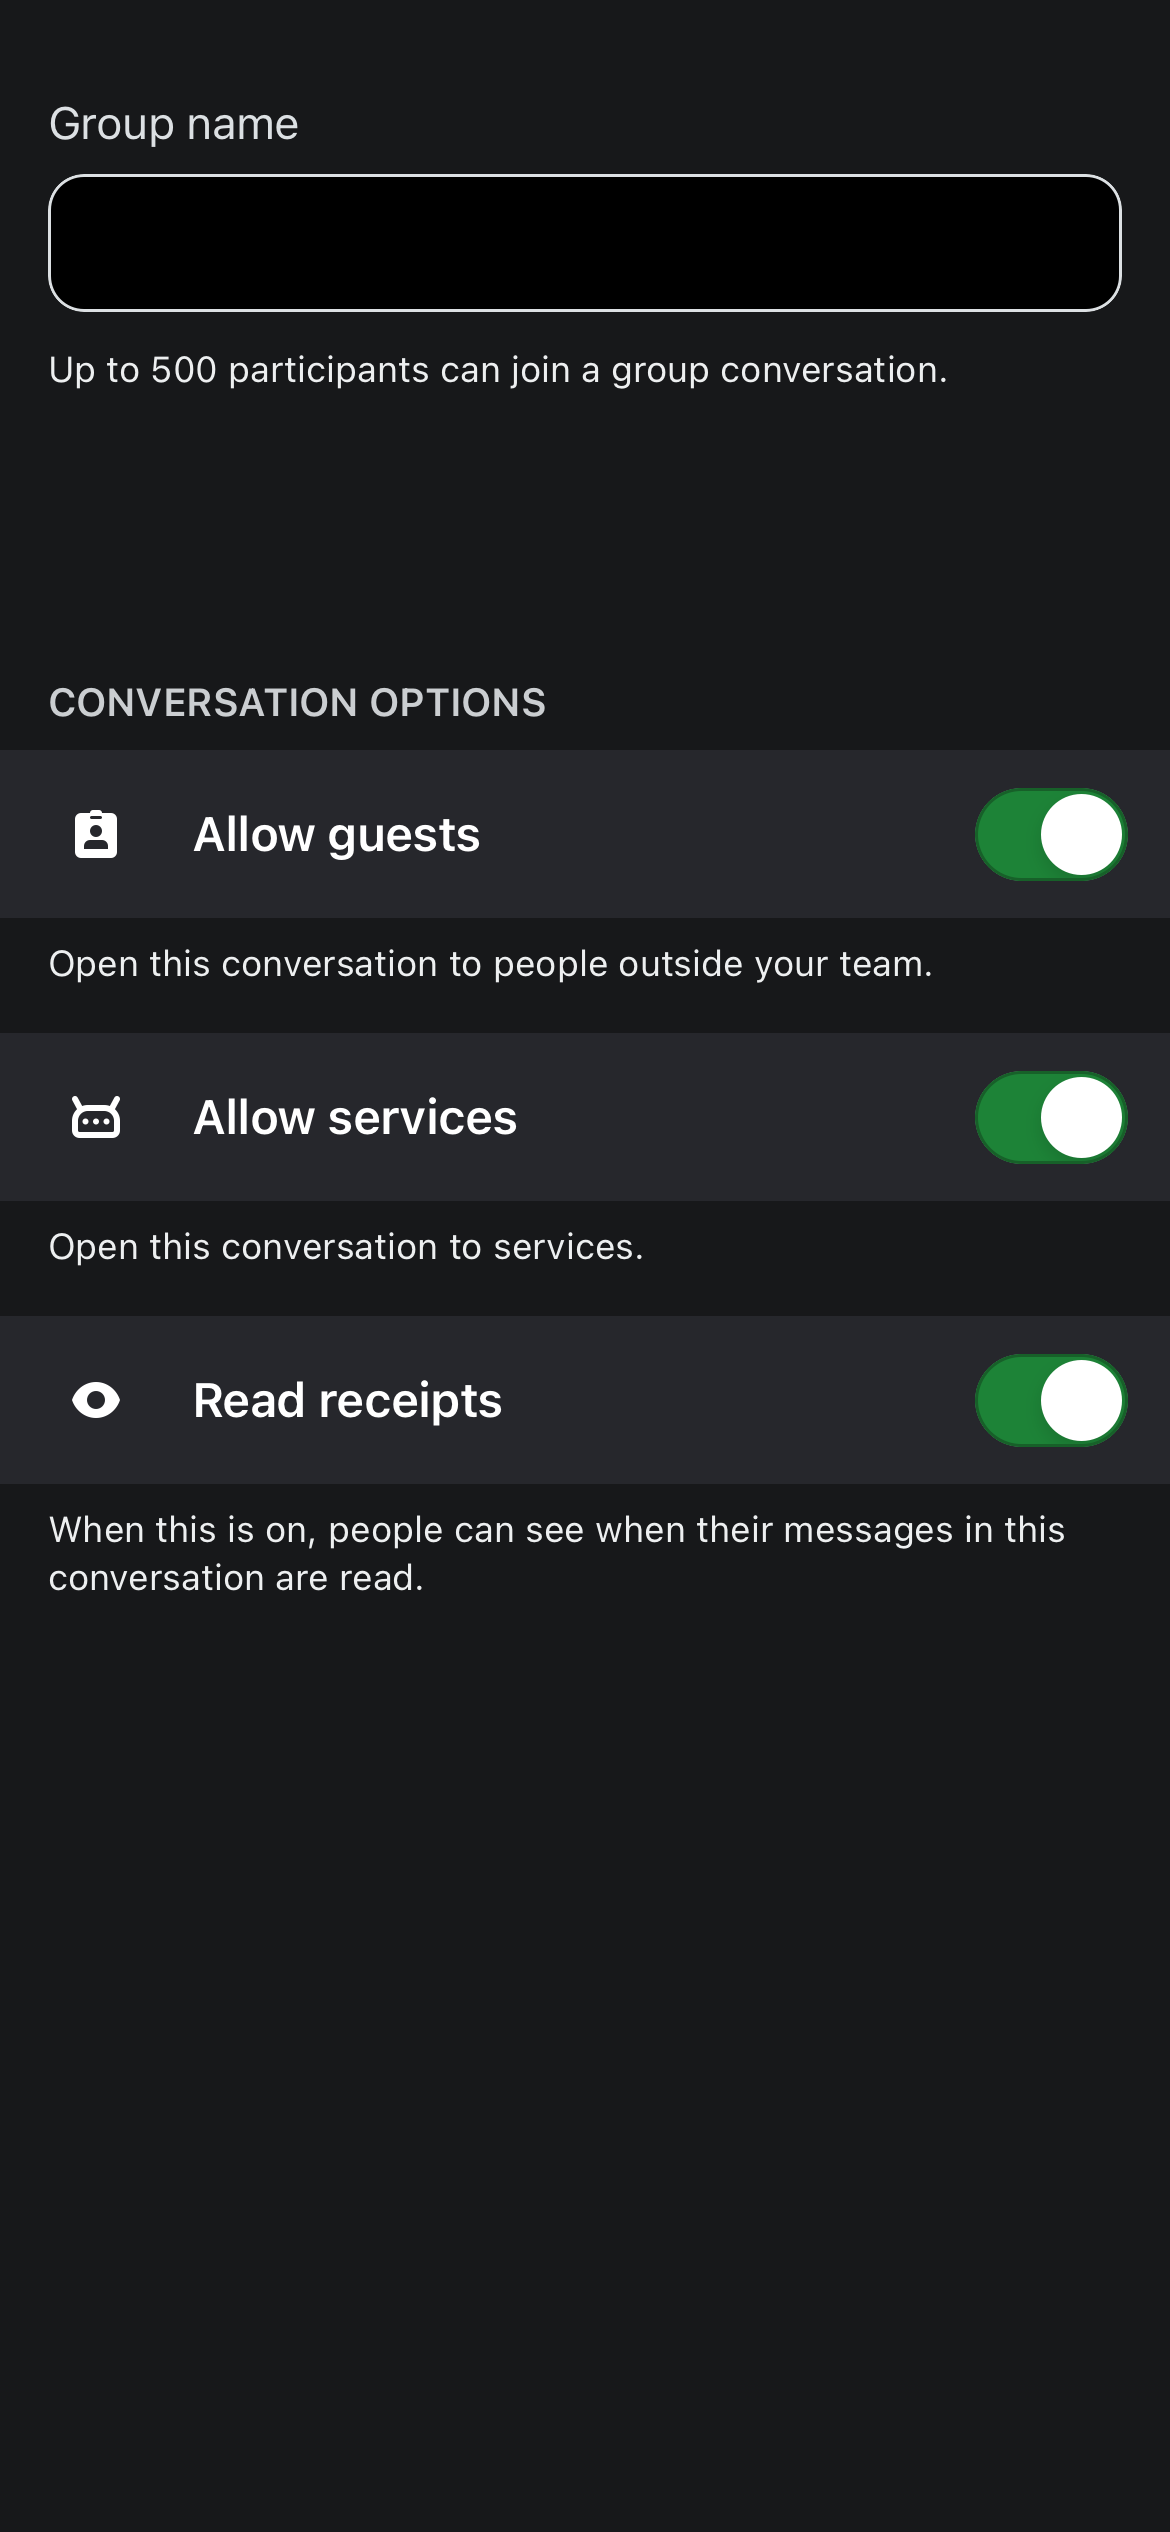 Group name
Up to 500 participants can join a group conversation.
CONVERSATION OPTIONS
Allow guests
Open this conversation to people outside your team.
Allow services
Open this conversation to services.
Read receipts
When this is on, people can see when their messages in this
conversation are read.